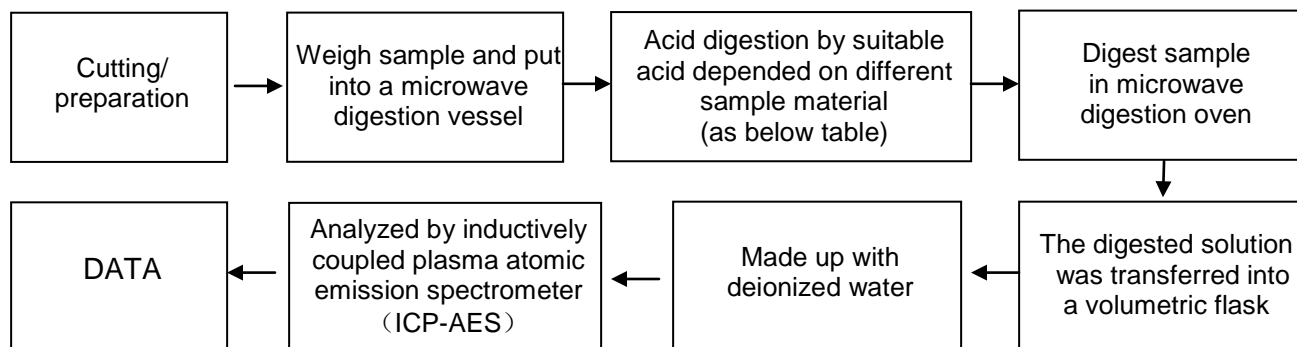 Cutting/
preparation
Weigh sample and put
into a microwave
digestion vessel
Acid digestion by suitable
acid depended on different
sample material
(as below table)
Digest sample
in microwave
digestion oven
The digested solution
was transferred into
a volumetric flask
Made up with
deionized water
Analyzed by inductively
coupled plasma atomic
emission spectrometer
（ICP-AES）
DATA